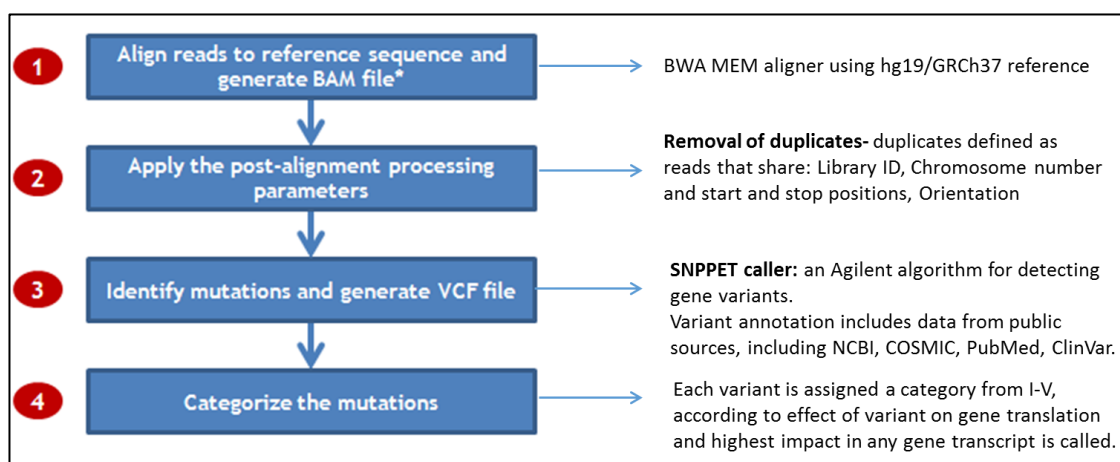 1
Align reads to reference sequence and
generate BAM file*
BWA MEM aligner using hg19/GRCh37 reference
2
Apply the post-alignment processing
parameters
Removal of duplicates- duplicates defined as
reads that share: Library ID, Chromosome number
and start and stop positions, Orientation
3
Identify mutations and generate VCF file
SNPPET caller: an Agilent algorithm for detecting
gene variants.
Variant annotation includes data from public
sources, including NCBI, COSMIC, PubMed, ClinVar.
4
Categorize the mutations
Each variant is assigned a category from I-V,
according to effect of variant on gene translation
and highest impact in any gene transcript is called.